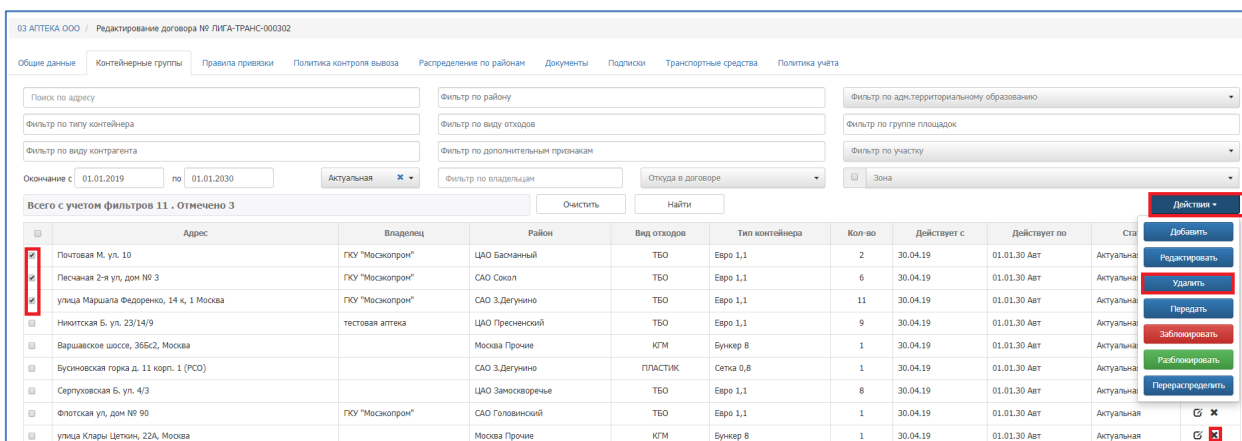 03 АПТЕКА ООО / Редактирование договора № ЛИГА-ТРАНС-000302
Общие данные Контейнерные группы Правила привязки Политика контроля вывоза Распределение по районам Документы Подписки Транспортные средства Политика учёта
Поиск по адресу Фильтр по району Фильтр по адм.территориальному образованию
Фильтр по типу контейнера Фильтр по виду отходов Фильтр по группе площадок
Фильтр по виду контрагента Фильтр по дополнительным признакам Фильтр по участку
Окончание с 01.01.2019 по 01.01.2030 Актуальная Фильтр по владельцам Откуда в договоре Зона
Всего с учетом фильтров 11 . Отмечено 3 Очистить Найти Действия
Адрес Владелец Район Вид отходов Тип контейнера Кол-во Действует с Действует по Ста Добавить
Почтовая М. ул. 10 ГКУ "Мосэкопром" ЦАО Басманный ТБО Евро 1,1 2 30.04.19 01.01.30 Авт Актуальна Редактировать
Песчаная 2-я ул, дом № 3 ГКУ "Мосэкопром" САО Сокол ТБО Евро 1,1 6 30.04.19 01.01.30 Авт Актуальна Удалить
улица Маршала Федоренко, 14 к, 1 Москва ГКУ "Мосэкопром" САО З.Дегунино ТБО Евро 1,1 11 30.04.19 01.01.30 Авт Актуальна Передать
Никитская Б. ул. 23/14/9 тестовая аптека ЦАО Пресненский ТБО Евро 1,1 9 30.04.19 01.01.30 Авт Актуальна Заблокировать
Варшавское шоссе, 36Бс2, Москва Москва Прочие КГМ Бункер 8 1 30.04.19 01.01.30 Авт Актуальна
Бусиновская горка д. 11 корп. 1 (РСО) САО З.Дегунино ПЛАСТИК Сетка 0,8 1 30.04.19 01.01.30 Авт Актуальна Разблокировать
Серпуховская Б. ул. 4/3 ЦАО Замоскворечье ТБО Евро 1,1 8 30.04.19 01.01.30 Авт Актуальна Перераспределить
Флотская ул, дом № 90 ГКУ "Мосэкопром" САО Головинский ТБО Евро 1,1 1 30.04.19 01.01.30 Авт Актуальная
улица Клары Цеткин, 22А, Москва Москва Прочие КГМ Бункер 8 1 30.04.19 01.01.30 Авт Актуальная